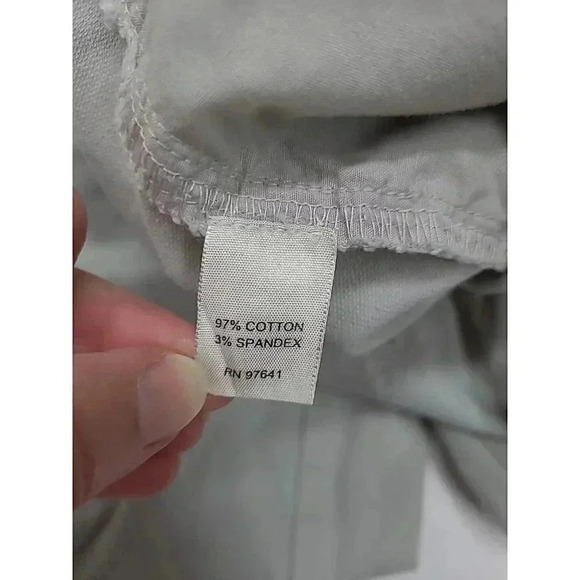 97% COTTON
3% SPANDEX
RN 97641